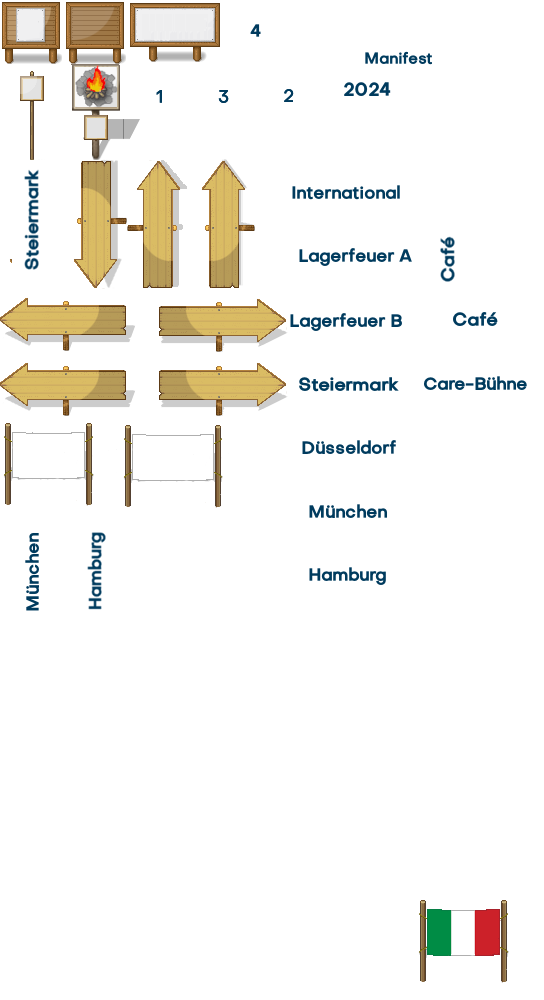 4
Manifest
2024
1 3 2
Steiermark
International
Lagerfeuer A
Café
Lagerfeuer B
Café
Steiermark
Care-Bühne
Düsseldorf
München
München
Hamburg
Hamburg